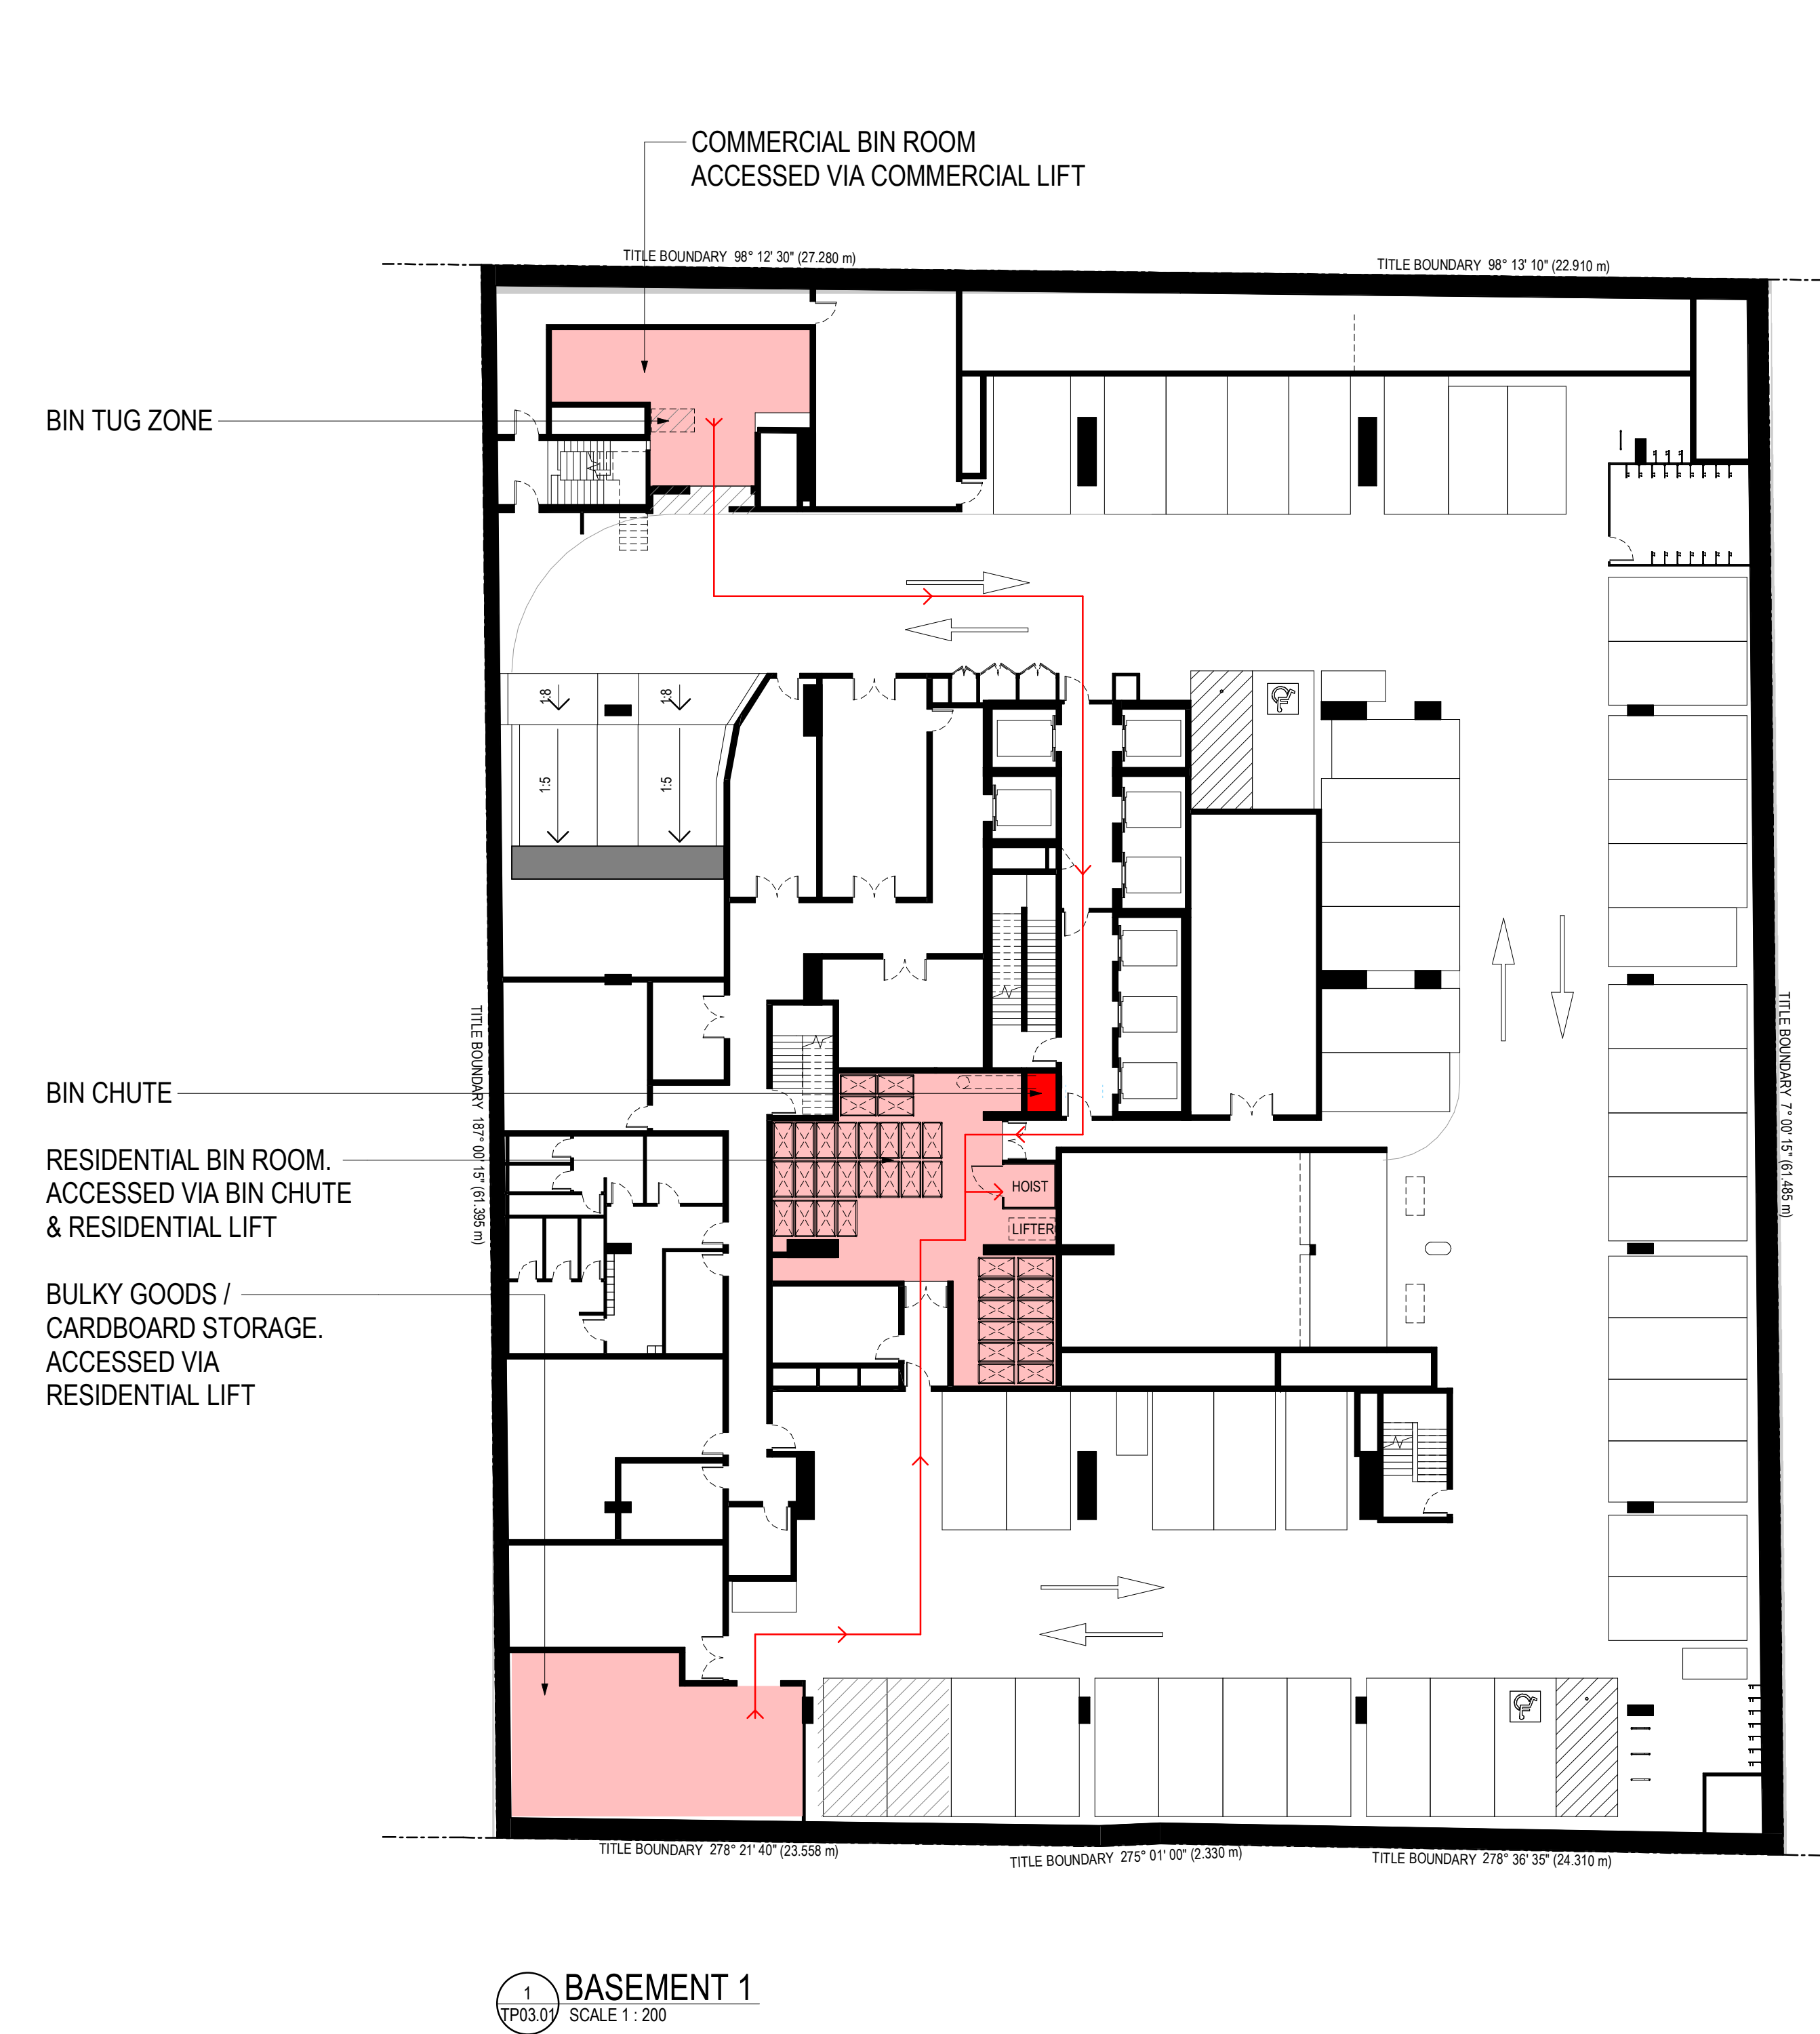 COMMERCIAL BIN ROOM
ACCESSED VIA COMMERCIAL LIFT
TITLE BOUNDARY 98° 12' 30" (27.280 m)
TITLE BOUNDARY 98° 13' 10" (22.910 m)
BIN TUG ZONE
1:8
1:8
1:5
1:5
TITLE BOUNDARY 187° 00' 15" (61.395 m)
TITLE BOUNDARY 7° 00' 15" (61.485 m)
BIN CHUTE
RESIDENTIAL BIN ROOM.
ACCESSED VIA BIN CHUTE
& RESIDENTIAL LIFT
HOIST
LIFTER
BULKY GOODS /
CARDBOARD STORAGE.
ACCESSED VIA
RESIDENTIAL LIFT
TITLE BOUNDARY 278° 21' 40" (23.558 m)
TITLE BOUNDARY 275° 01' 00" (2.330 m)
TITLE BOUNDARY 278° 36' 35" (24.310 m)
1
TP03.01
BASEMENT 1
SCALE 1 : 200